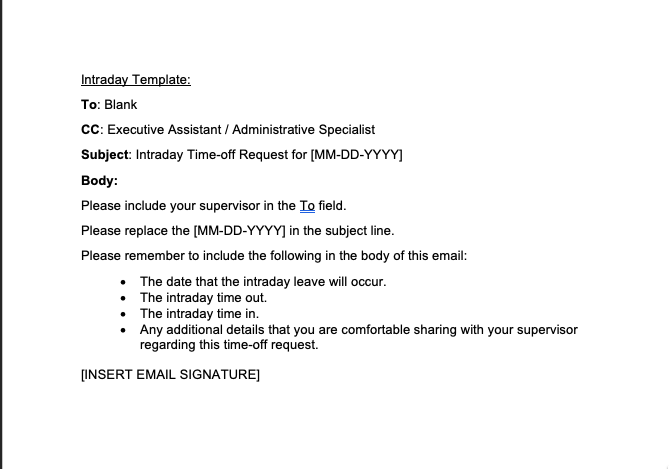 Intraday Template:
To: Blank
CC: Executive Assistant / Administrative Specialist
Subject: Intraday Time-off Request for [MM-DD-YYYY]
Body:
Please include your supervisor in the To field.
Please replace the [MM-DD-YYYY] in the subject line.
Please remember to include the following in the body of this email:
• The date that the intraday leave will occur.
• The intraday time out.
• The intraday time in.
• Any additional details that you are comfortable sharing with your supervisor
regarding this time-off request.
[INSERT EMAIL SIGNATURE]